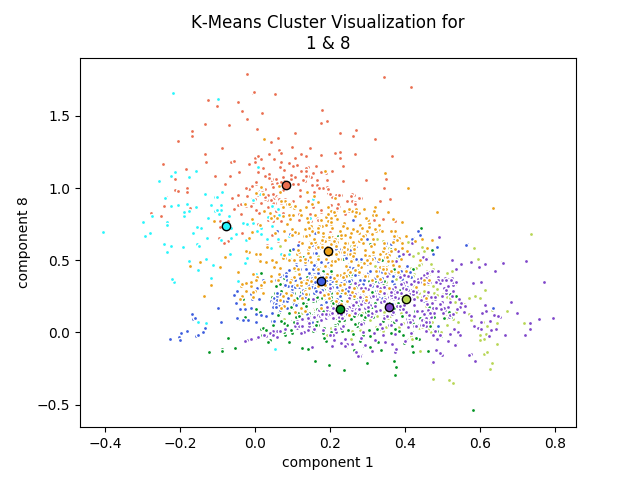 K-Means Cluster Visualization for
1 & 8
component 8
1.5
1.0
0.5
0.0
−0.5
−0.4 −0.2 0.0 0.2 0.4 0.6 0.8
component 1